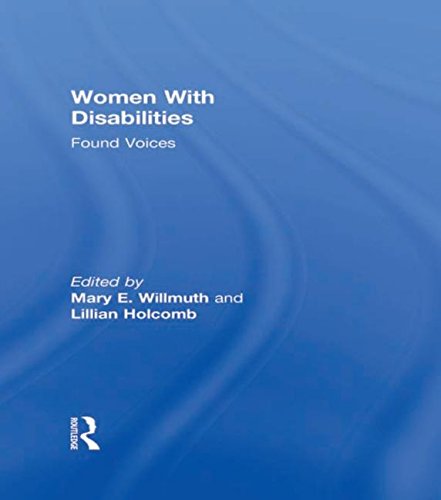 Women With
Disabilities
Found Voices
Edited by
Mary E. Willmuth and
Lillian Holcomb
ROUTLEDGE